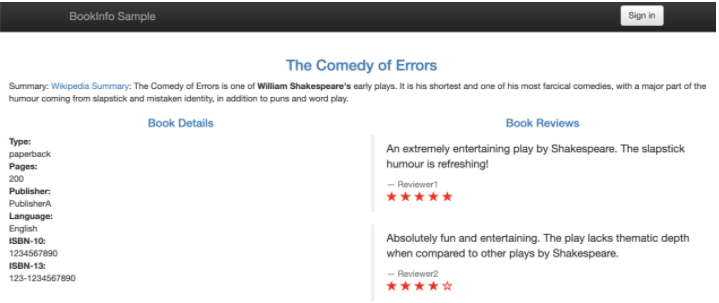 BookInfo Sample
Sign in
The Comedy of Errors
Summary: Wikipedia Summary: The Comedy of Errors is one of William Shakespeare's early plays. It is his shortest and one of his most farcical comedies, with a major part of the
humour coming from slapstick and mistaken identity, in addition to puns and word play.
Book Details
Type:
paperback
Pages:
200
Publisher:
PublisherA
Language:
English
ISBN-10:
1234567890
ISBN-13:
123-1234567890
Book Reviews
An extremely entertaining play by Shakespeare. The slapstick
humour is refreshing!
— Reviewer1
★★★★★
Absolutely fun and entertaining. The play lacks thematic depth
when compared to other plays by Shakespeare.
— Reviewer2
★★★★☆